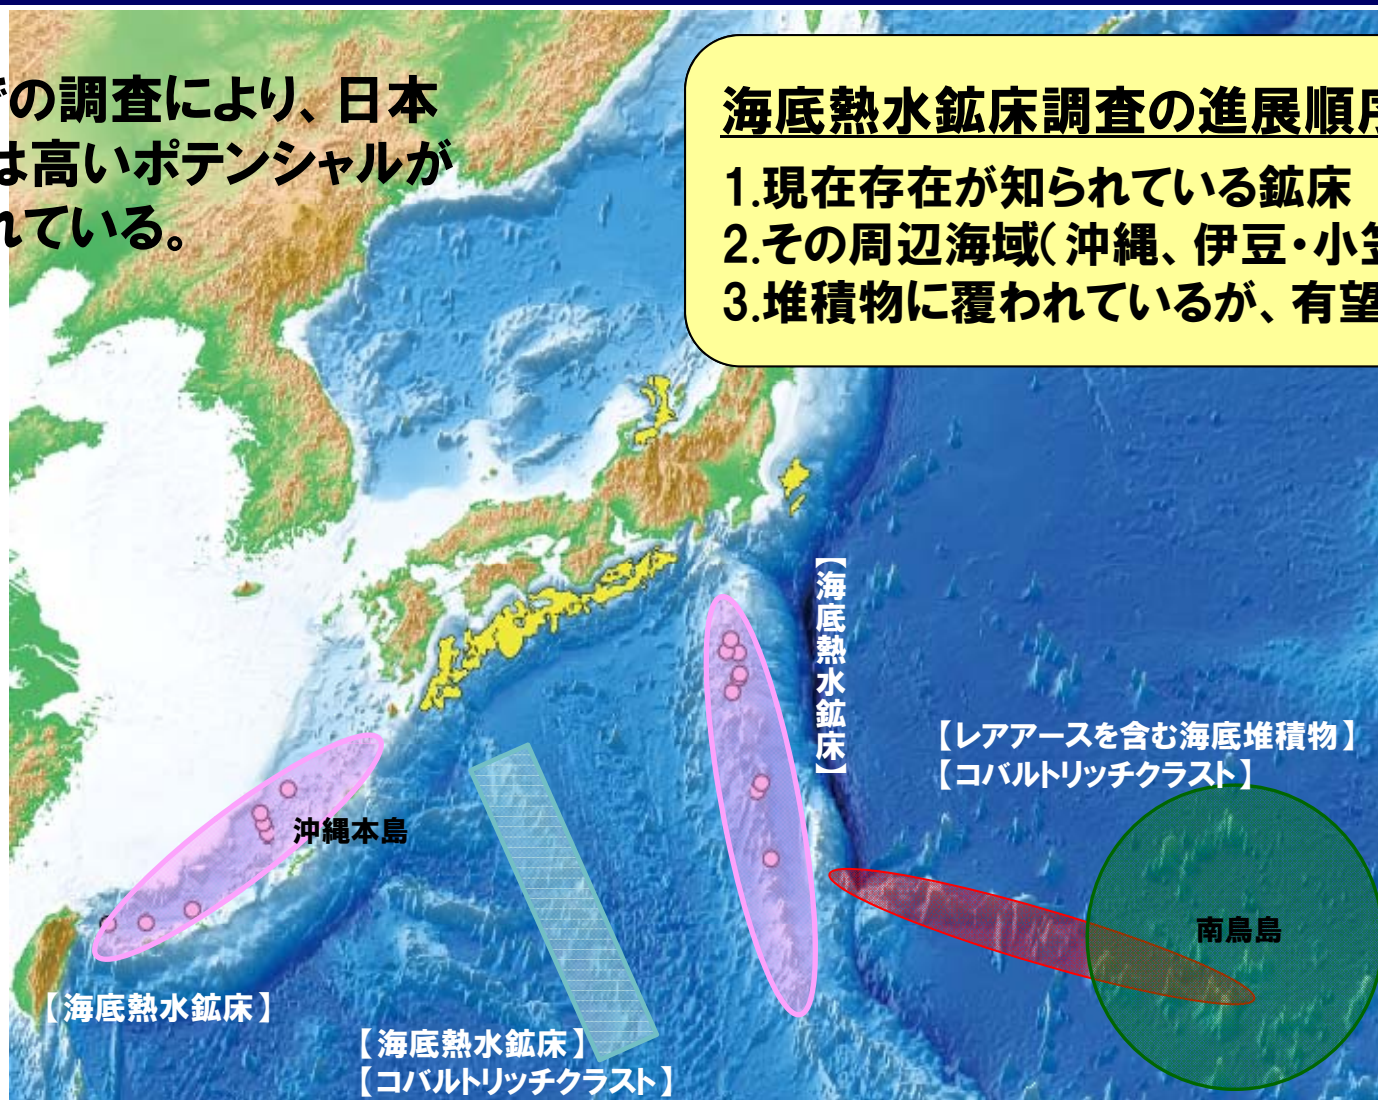 の調査により、日本
は高いポテンシャルが
れている。
海底熱水鉱床調査の進展順序
1.現在存在が知られている鉱床
2.その周辺海域(沖縄、伊豆・小笠
3.堆積物に覆われているが、有望
【海底熱水鉱床】
【レアアースを含む海底堆積物】
【コバルトリッチクラスト】
沖縄本島
南鳥島
【海底熱水鉱床】
【海底熱水鉱床】
【コバルトリッチクラスト】